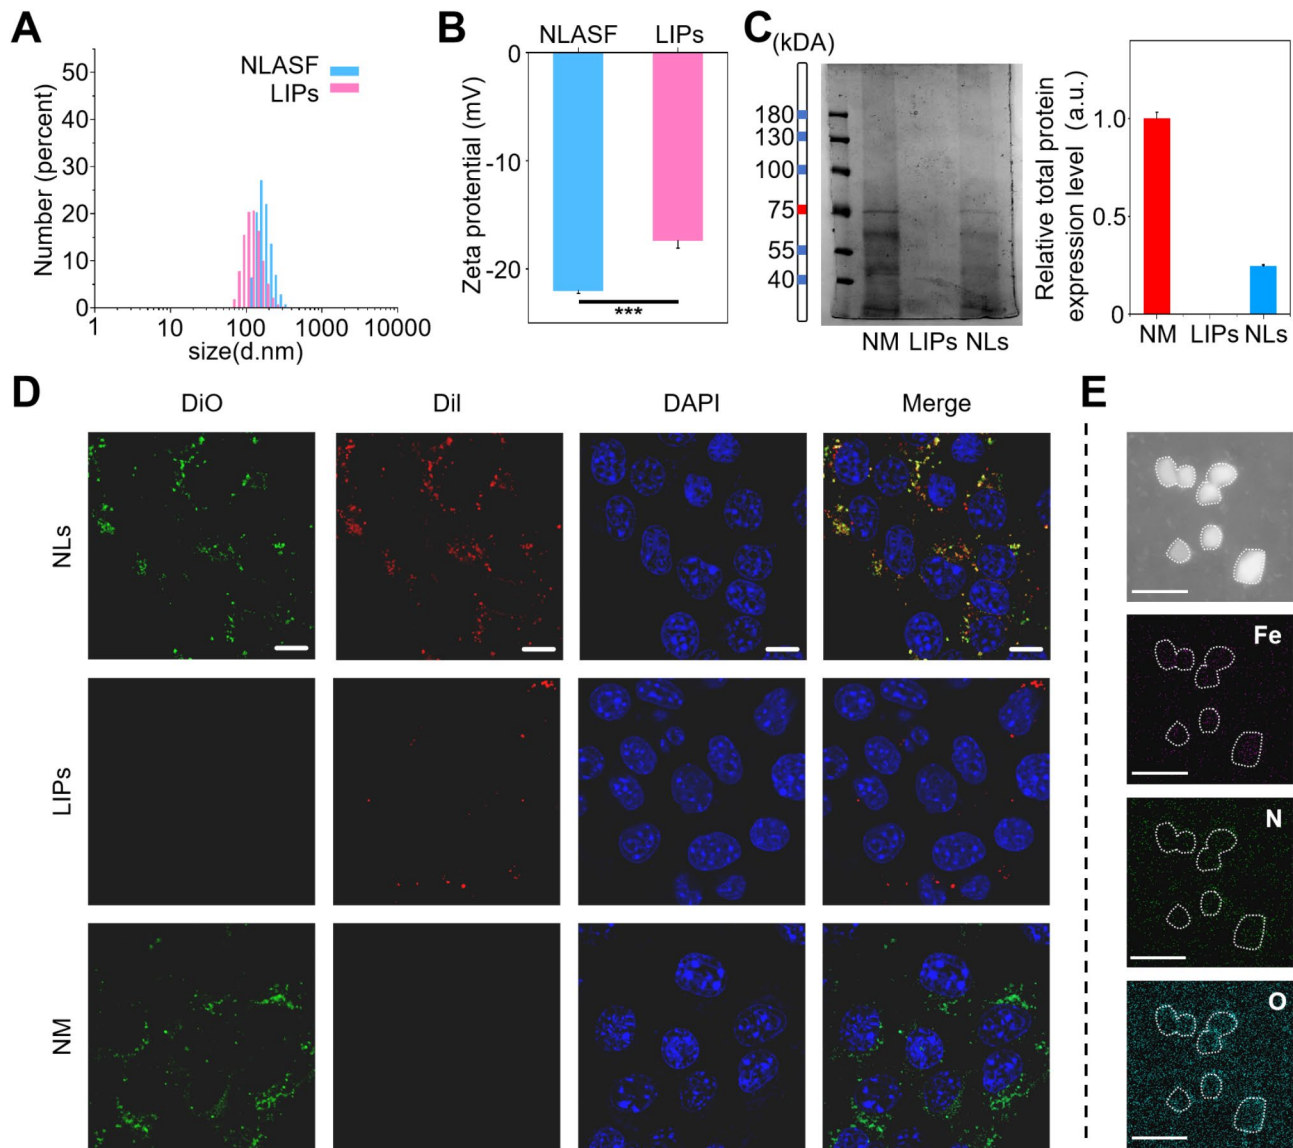 A
Number (percent)
50
40
30
20
10
0
NLASF
LIPs
1
10
100
1000
10000
size(d.nm)
B
NLASF
LIPs
Zeta protential (mV)
0
-10
-20
***
C
(kDA)
180
130
100
75
55
40
NM LIPs NLs
Relative total protein
expression level (a.u.)
1.0
0.5
0
NM LIPs NLs
D
DiO
Dil
DAPI
Merge
NLs
LIPs
NM
E
Fe
N
O